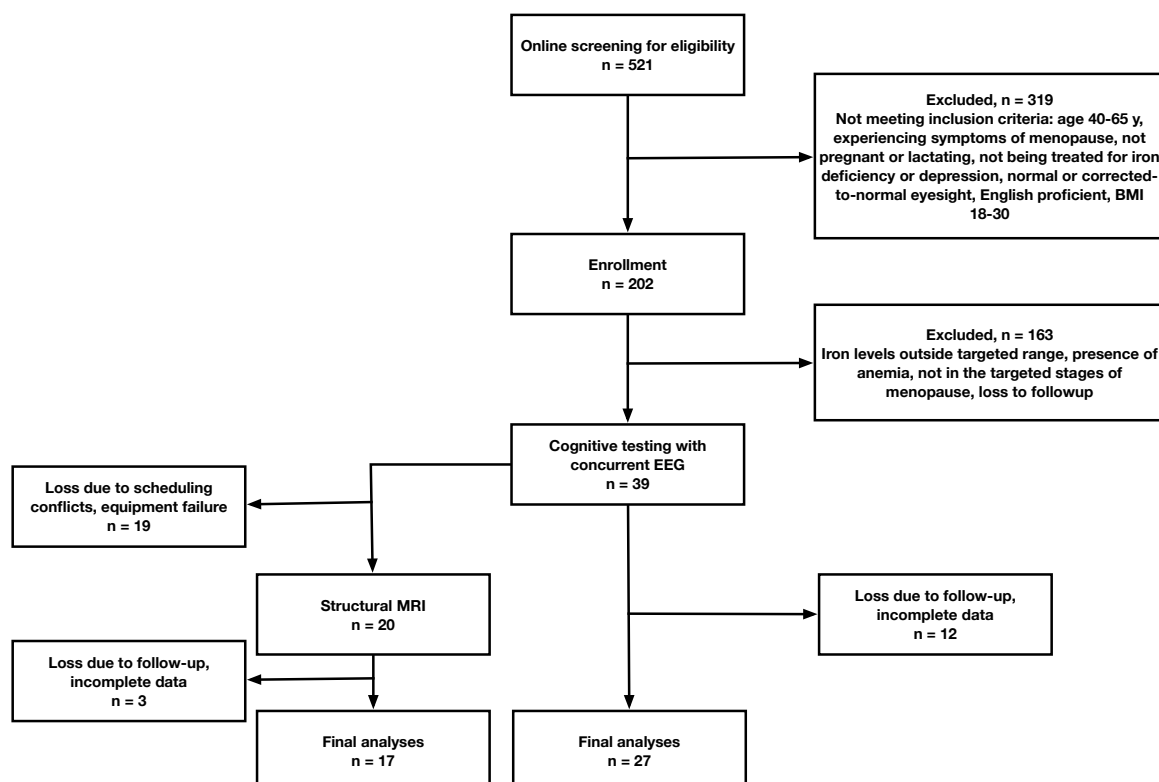 Online screening for eligibility
n = 521
Excluded, n = 319
Not meeting inclusion criteria: age 40-65 y,
experiencing symptoms of menopause, not
pregnant or lactating, not being treated for iron
deficiency or depression, normal or corrected-
to-normal eyesight, English proficient, BMI
18-30
Enrollment
n = 202
Excluded, n = 163
Iron levels outside targeted range, presence of
anemia, not in the targeted stages of
menopause, loss to followup
Cognitive testing with
concurrent EEG
n = 39
Loss due to scheduling
conflicts, equipment failure
n = 19
Structural MRI
n = 20
Loss due to follow-up,
incomplete data
n = 12
Loss due to follow-up,
incomplete data
n = 3
Final analyses
n = 17
Final analyses
n = 27